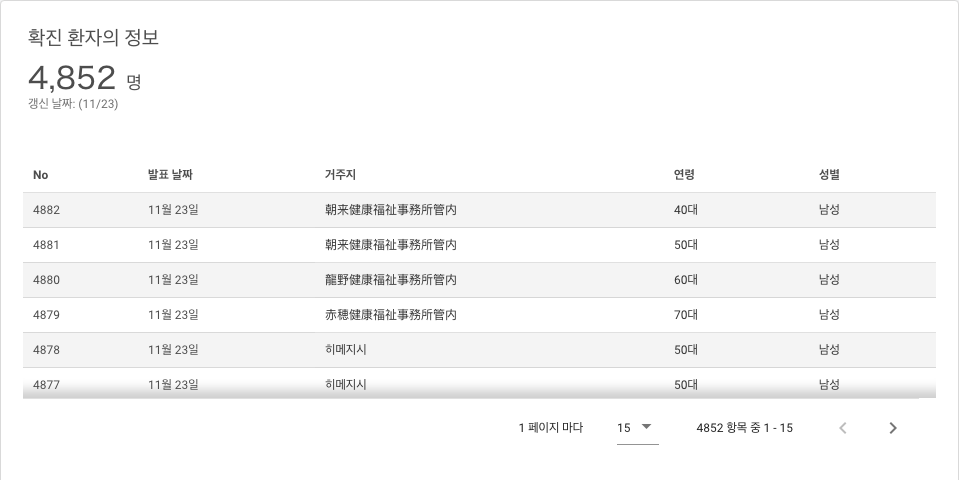 확진 환자의 정보
4,852 명
갱신 날짜: (11/23)
No 발표 날짜 거주지 연령 성별
4882 11월 23일 朝来健康福祉事務所管内 40대 남성
4881 11월 23일 朝来健康福祉事務所管内 50대 남성
4880 11월 23일 龍野健康福祉事務所管内 60대 남성
4879 11월 23일 赤穂健康福祉事務所管内 70대 남성
4878 11월 23일 히메지시 50대 남성
4877 11월 23일 히메지시 50대 남성
1 페이지 마다 15 4852 항목 중 1 - 15